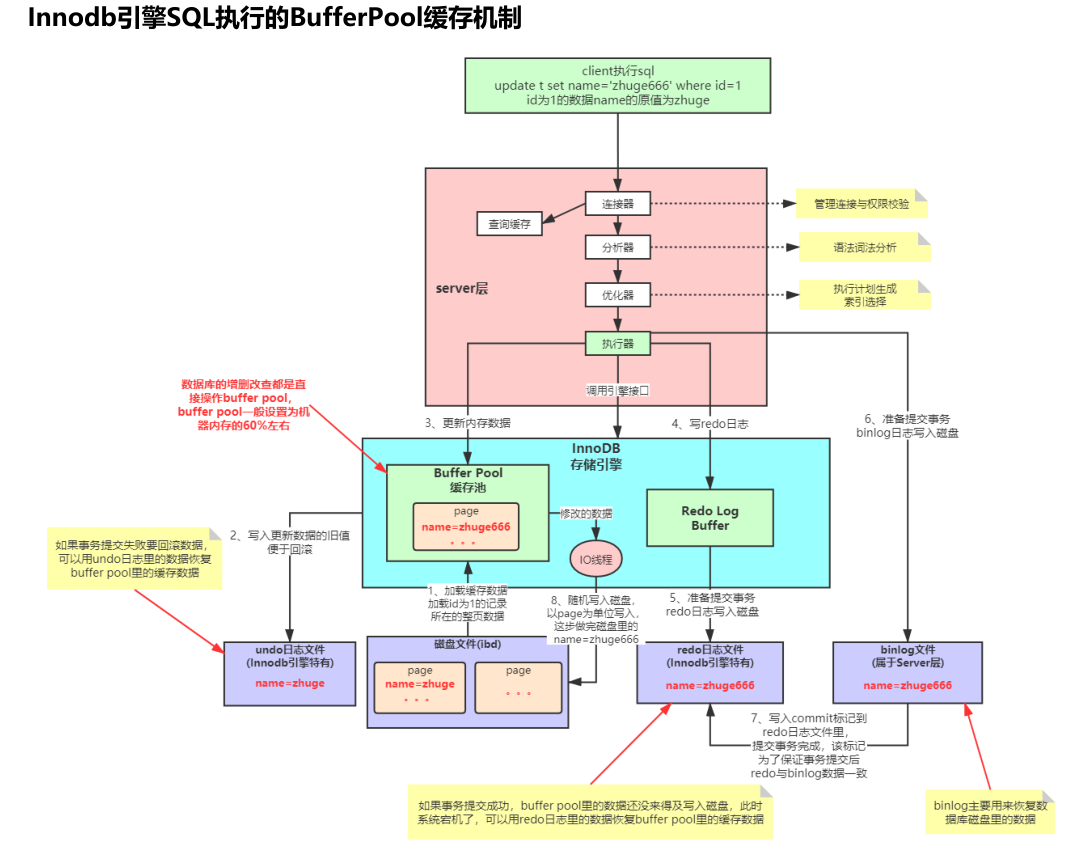 Innodb引擎SQL执行的BufferPool缓存机制
client执行sql
update t set name='zhuge666' where id=1
id为1的数据name的原值为zhuge
server层
连接器
管理连接与权限校验
查询缓存
分析器
语法词法分析
优化器
执行计划生成
索引选择
执行器
数据库的增删改查都是直
接操作buffer pool，
buffer pool一般设置为机
器内存的60%左右
3、更新内存数据
调用引擎接口
4、写redo日志
6、准备提交事务
binlog日志写入磁盘
InnoDB
存储引擎
Buffer Pool
缓存池
page
name=zhuge666
. . .
修改的数据
IO线程
Redo Log
Buffer
2、写入更新数据的旧值
便于回滚
如果事务提交失败要回滚数据，
可以用undo日志里的数据恢复
buffer pool里的缓存数据
1、加载缓存数据
加载id为1的记录
所在的整页数据
8、随机写入磁盘，
以page为单位写入，
这步做完磁盘里的
name=zhuge666
5、准备提交事务
redo日志写入磁盘
undo日志文件
(Innodb引擎特有)
name=zhuge
磁盘文件(ibd)
page
name=zhuge
. . .
page
. . .
redo日志文件
(Innodb引擎特有)
name=zhuge666
binlog文件
(属于Server层)
name=zhuge666
7、写入commit标记到
redo日志文件里，
提交事务完成，该标记
为了保证事务提交后
redo与binlog数据一致
如果事务提交成功，buffer pool里的数据还没来得及写入磁盘，此时
系统宕机了，可以用redo日志里的数据恢复buffer pool里的缓存数据
binlog主要用来恢复数
据库磁盘里的数据